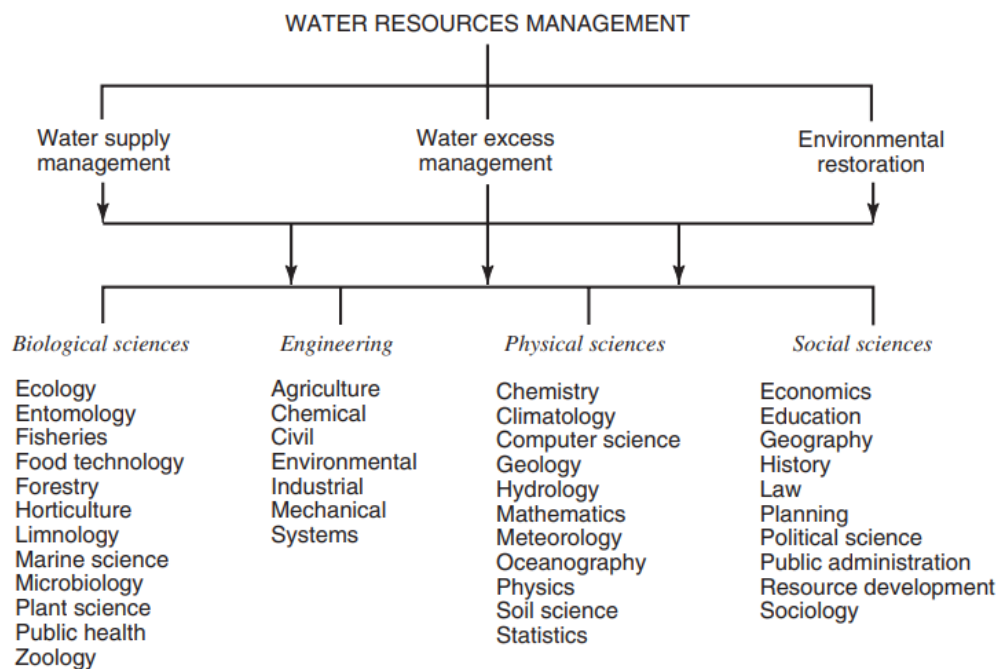 WATER RESOURCES MANAGEMENT
Water supply
management
Water excess
management
Environmental
restoration
Biological sciences
Ecology
Entomology
Fisheries
Food technology
Forestry
Horticulture
Limnology
Marine science
Microbiology
Plant science
Public health
Zoology
Engineering
Agriculture
Chemical
Civil
Environmental
Industrial
Mechanical
Systems
Physical sciences
Chemistry
Climatology
Computer science
Geology
Hydrology
Mathematics
Meteorology
Oceanography
Physics
Soil science
Statistics
Social sciences
Economics
Education
Geography
History
Law
Planning
Political science
Public administration
Resource development
Sociology